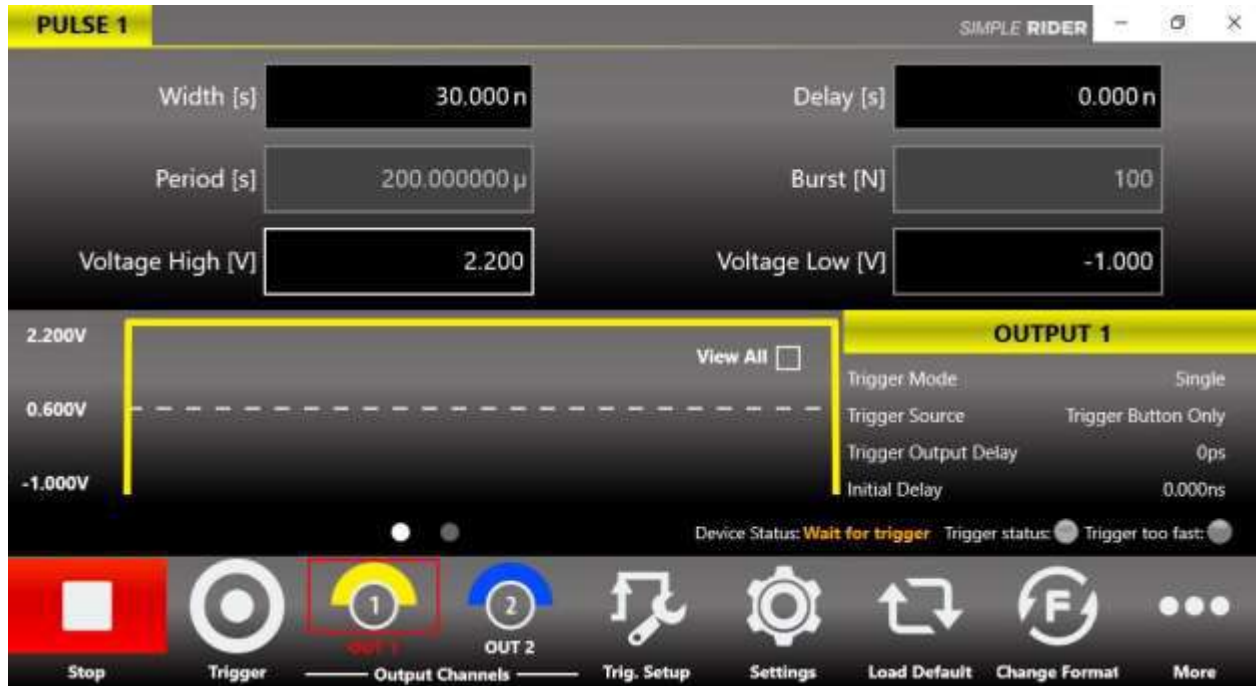 PULSE 1
SIMPLE RIDER
Width [s] 30.000 n Delay [s] 0.000 n
Period [s] 200.000000 µ Burst [N] 100
Voltage High [V] 2.200 Voltage Low [V] -1.000
2.200V
View All
0.600V
-1.000V
OUTPUT 1
Trigger Mode Single
Trigger Source Trigger Button Only
Trigger Output Delay 0ps
Initial Delay 0.000ns
Device Status: Wait for trigger Trigger status: Trigger too fast:
1 2 F
OUT 1 OUT 2
Stop Trigger Output Channels Trig. Setup Settings Load Default Change Format More